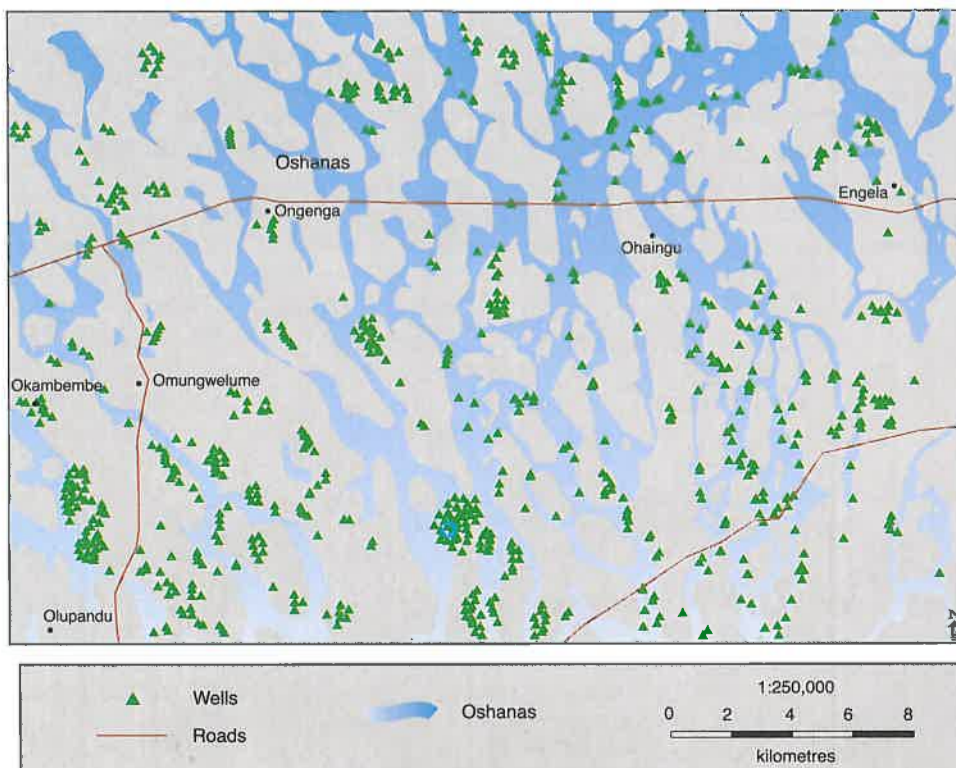 Oshanas
Engela
Ongenga
Ohaingu
Okambembe
Omungwelume
Olupandu
N
Wells
Oshanas
Roads
1:250,000
0 2 4 6 8
kilometres